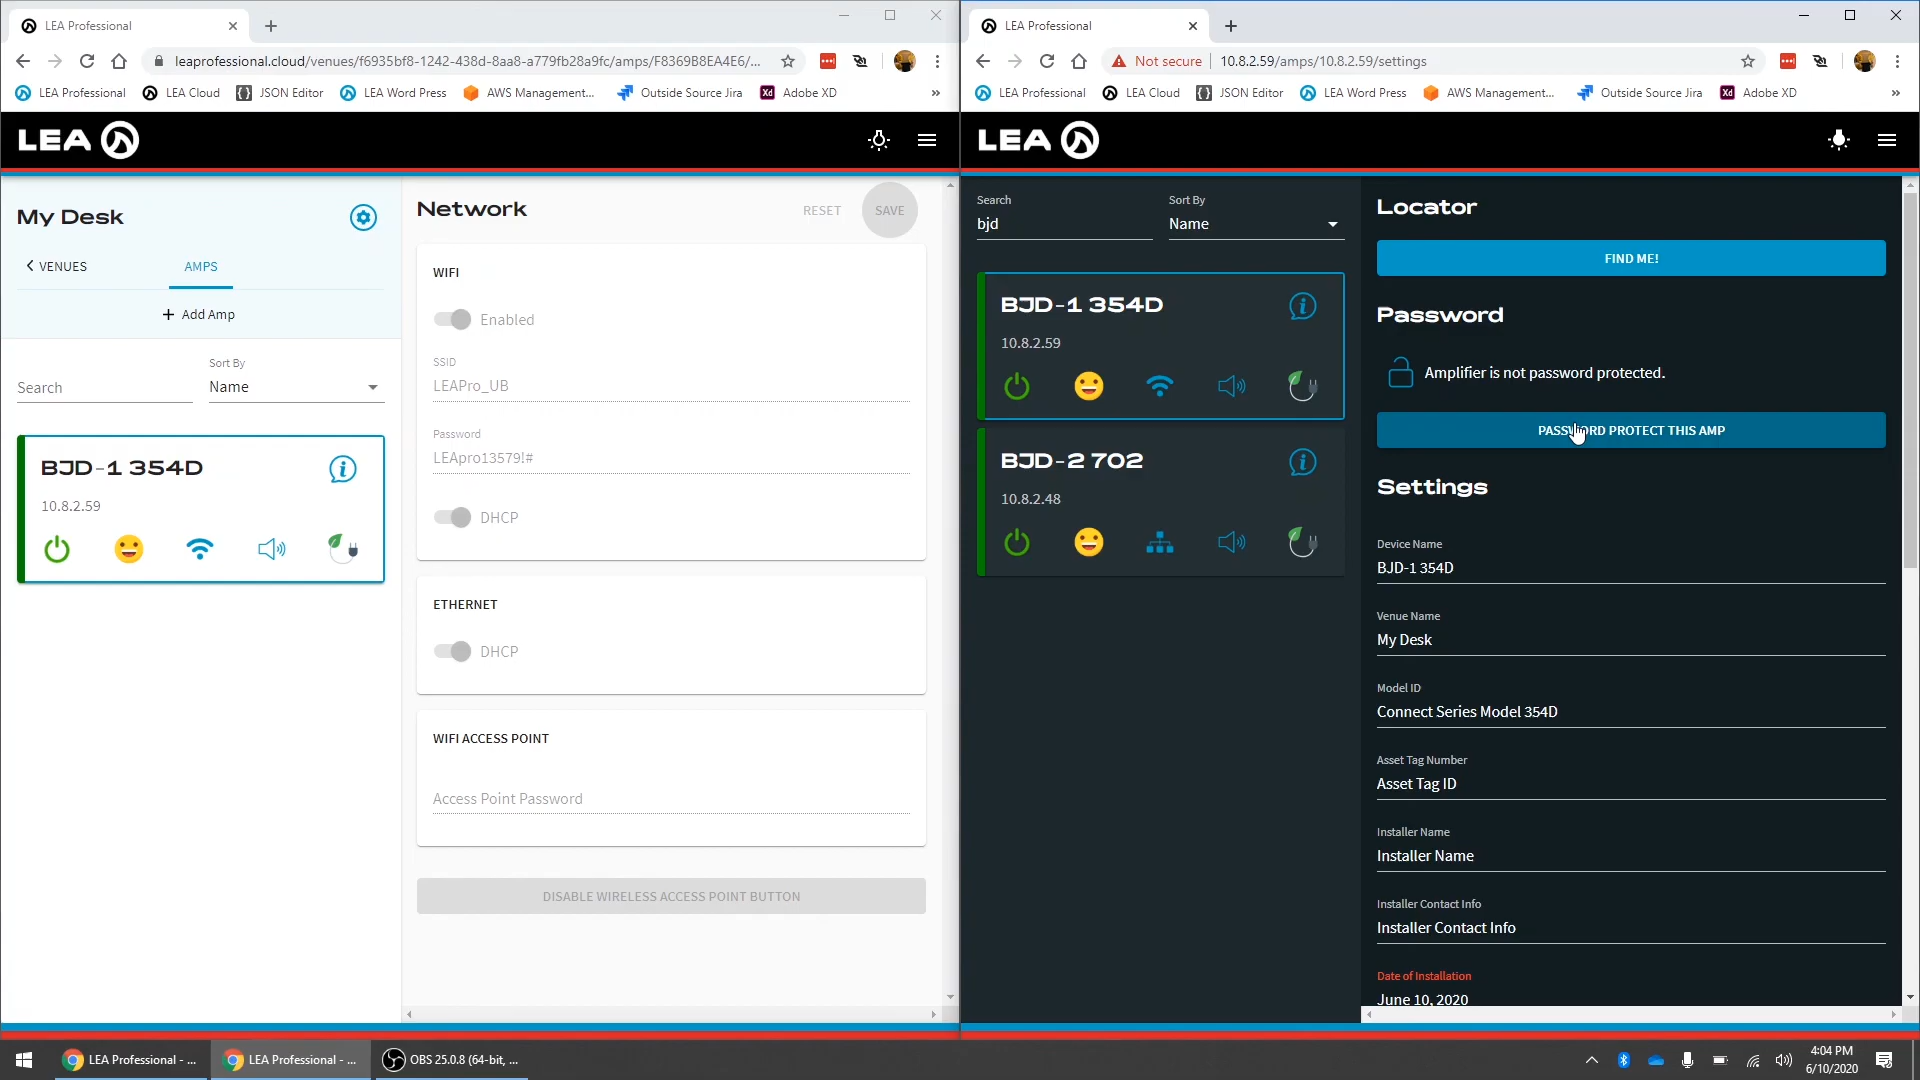 LEA Professional
leaprofessional.cloud/venues/f6935bf8-1242-438d-8aa8-a779fb28a9fc/amps/F8369B8EA4E6/...
LEA Professional
LEA Cloud
JSON Editor
LEA Word Press
AWS Management...
Outside Source Jira
Xd Adobe XD
»
LEA
My Desk
VENUES
AMPS
+ Add Amp
Search
Sort By
Name
BJD-1 354D
10.8.2.59
Network
RESET
SAVE
WIFI
Enabled
SSID
LEAPro_UB
Password
LEApro13579!#
DHCP
ETHERNET
DHCP
WIFI ACCESS POINT
Access Point Password
DISABLE WIRELESS ACCESS POINT BUTTON
LEA Professional
Not secure
10.8.2.59/amps/10.8.2.59/settings
LEA Professional
LEA Cloud
JSON Editor
LEA Word Press
AWS Management...
Outside Source Jira
Xd Adobe XD
»
LEA
Search
bjd
Sort By
Name
BJD-1 354D
10.8.2.59
BJD-2 702
10.8.2.48
Locator
FIND ME!
Password
Amplifier is not password protected.
PASSWORD PROTECT THIS AMP
Settings
Device Name
BJD-1 354D
Venue Name
My Desk
Model ID
Connect Series Model 354D
Asset Tag Number
Asset Tag ID
Installer Name
Installer Name
Installer Contact Info
Installer Contact Info
Date of Installation
June 10, 2020
LEA Professional - ...
LEA Professional - ...
OBS 25.0.8 (64-bit, ...
4:04 PM
6/10/2020